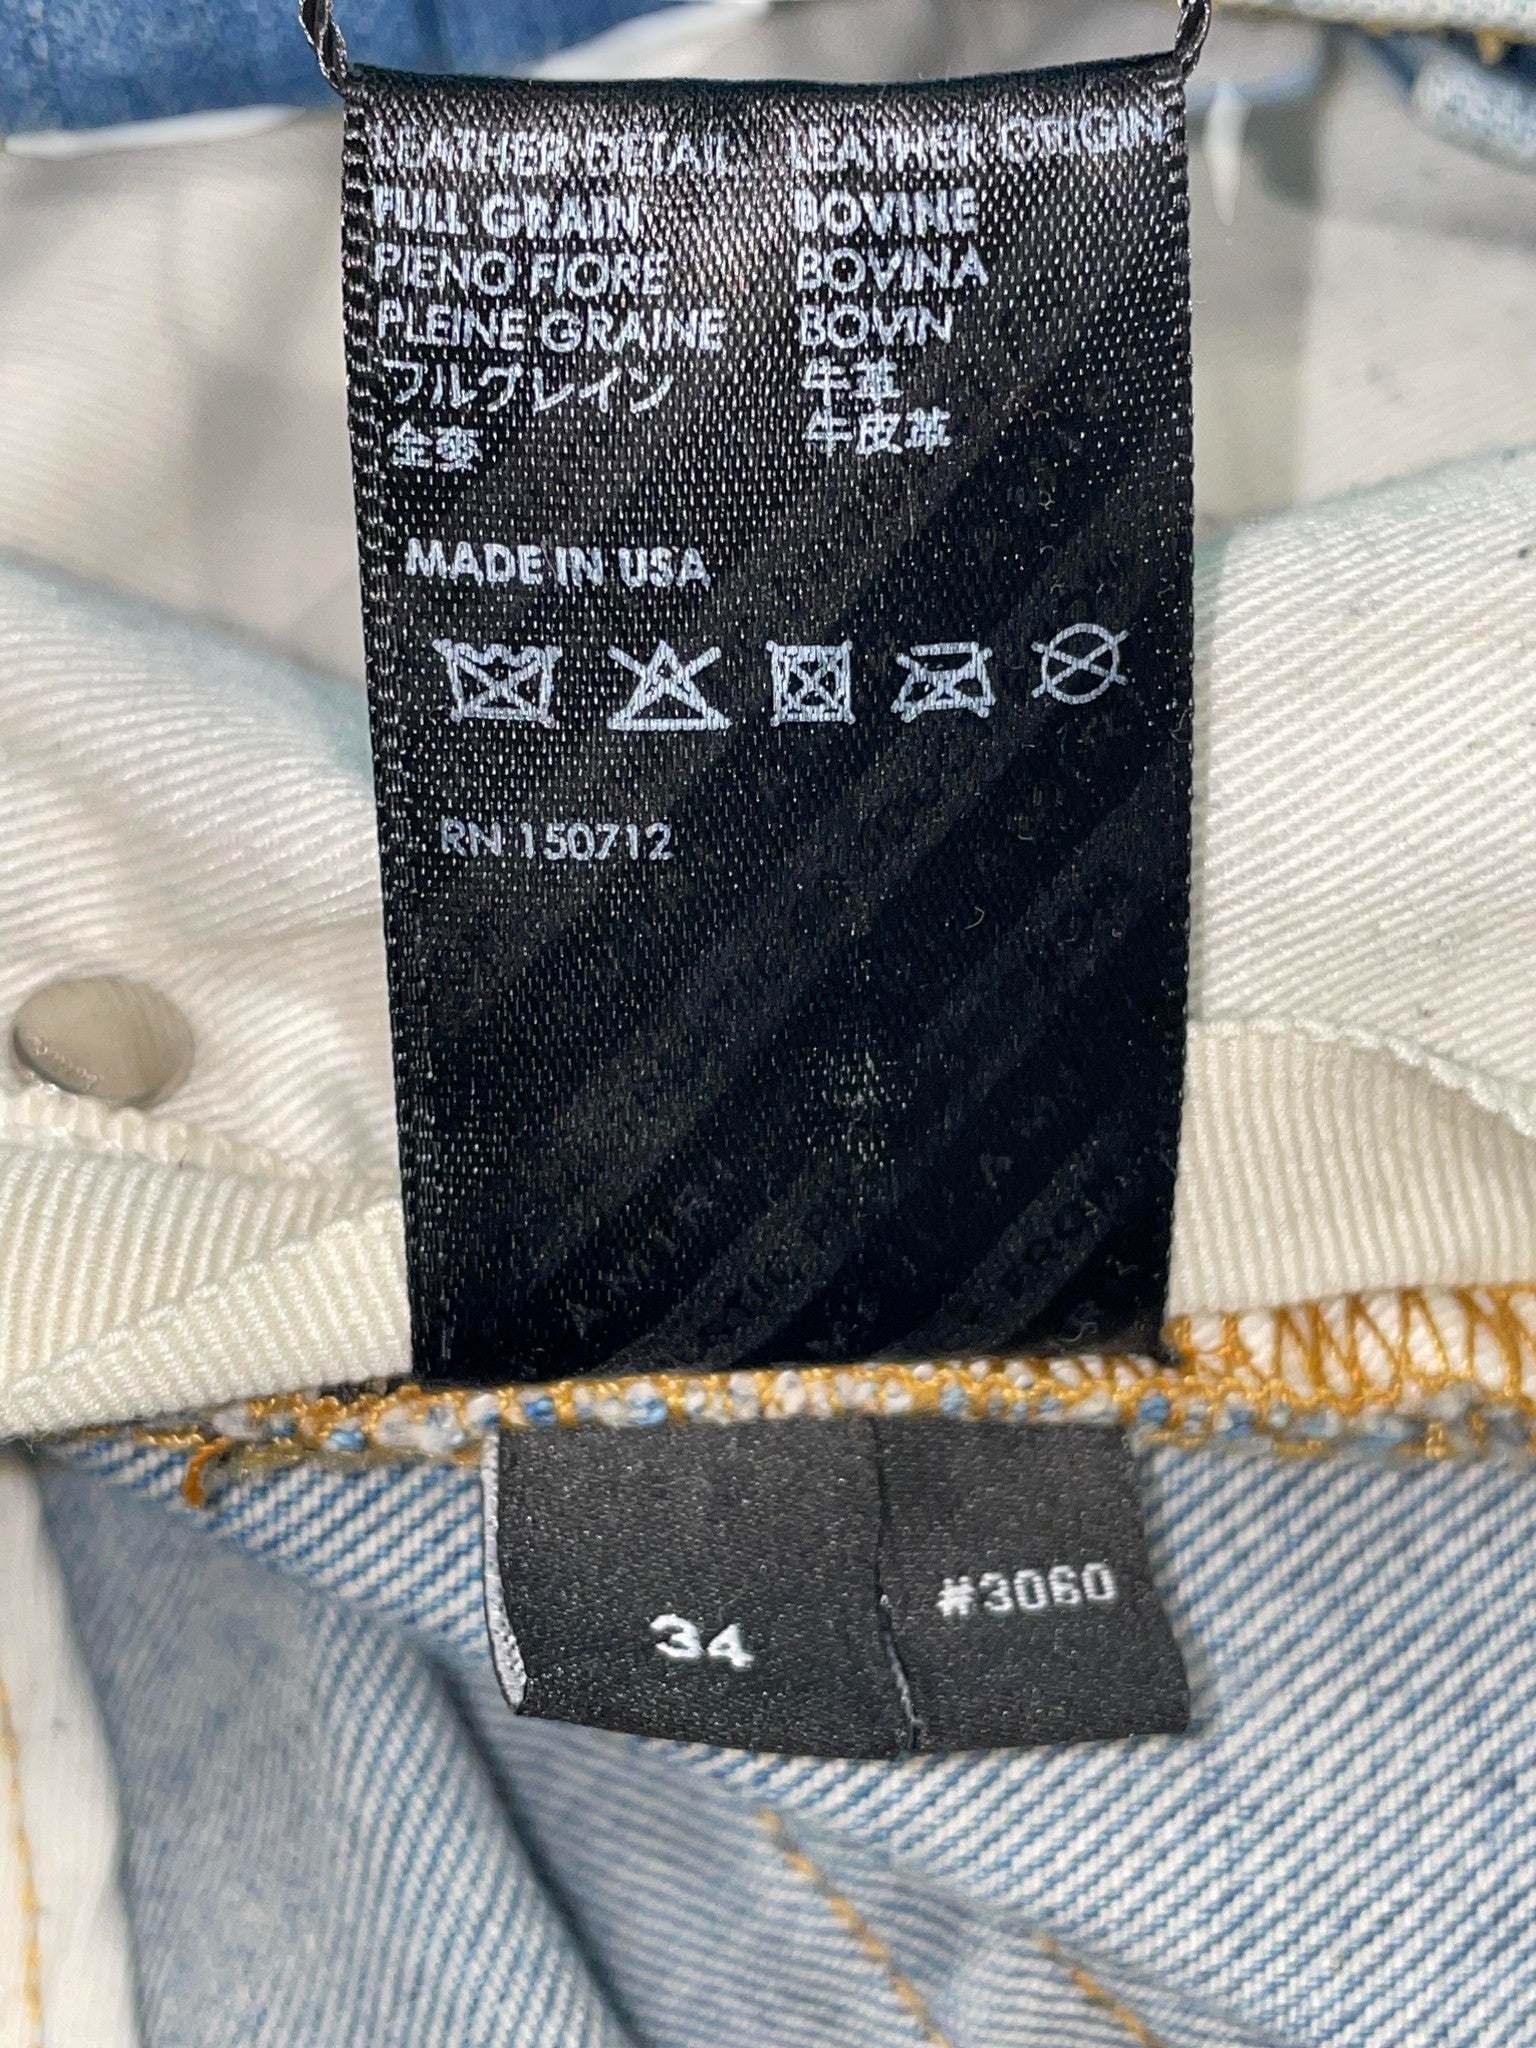 LEATHER DETAIL LEATHER ORIGIN
FULL GRAIN BOVINE
PIENO FIORE BOVINA
PLEINE GRAINE BOVIN
フルグレイン 牛革
全麥 牛皮革
MADE IN USA
RN 150712
34 #3060